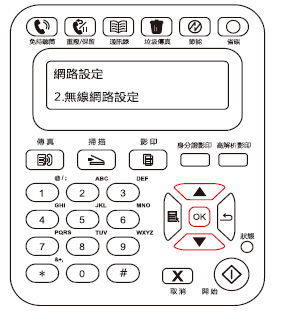 免持聽筒 重撥/保留 通訊錄 垃圾傳真 節能 省碳
網路設定
2.無線網路設定
傳真 掃描 影印 身分證影印 高解析影印
@/: ABC DEF
1 2 3
GHI JKL MNO
4 5 6
OK
PQRS TUV WXYZ
7 8 9
狀態
&+,
* 0 #
X
取消 開始